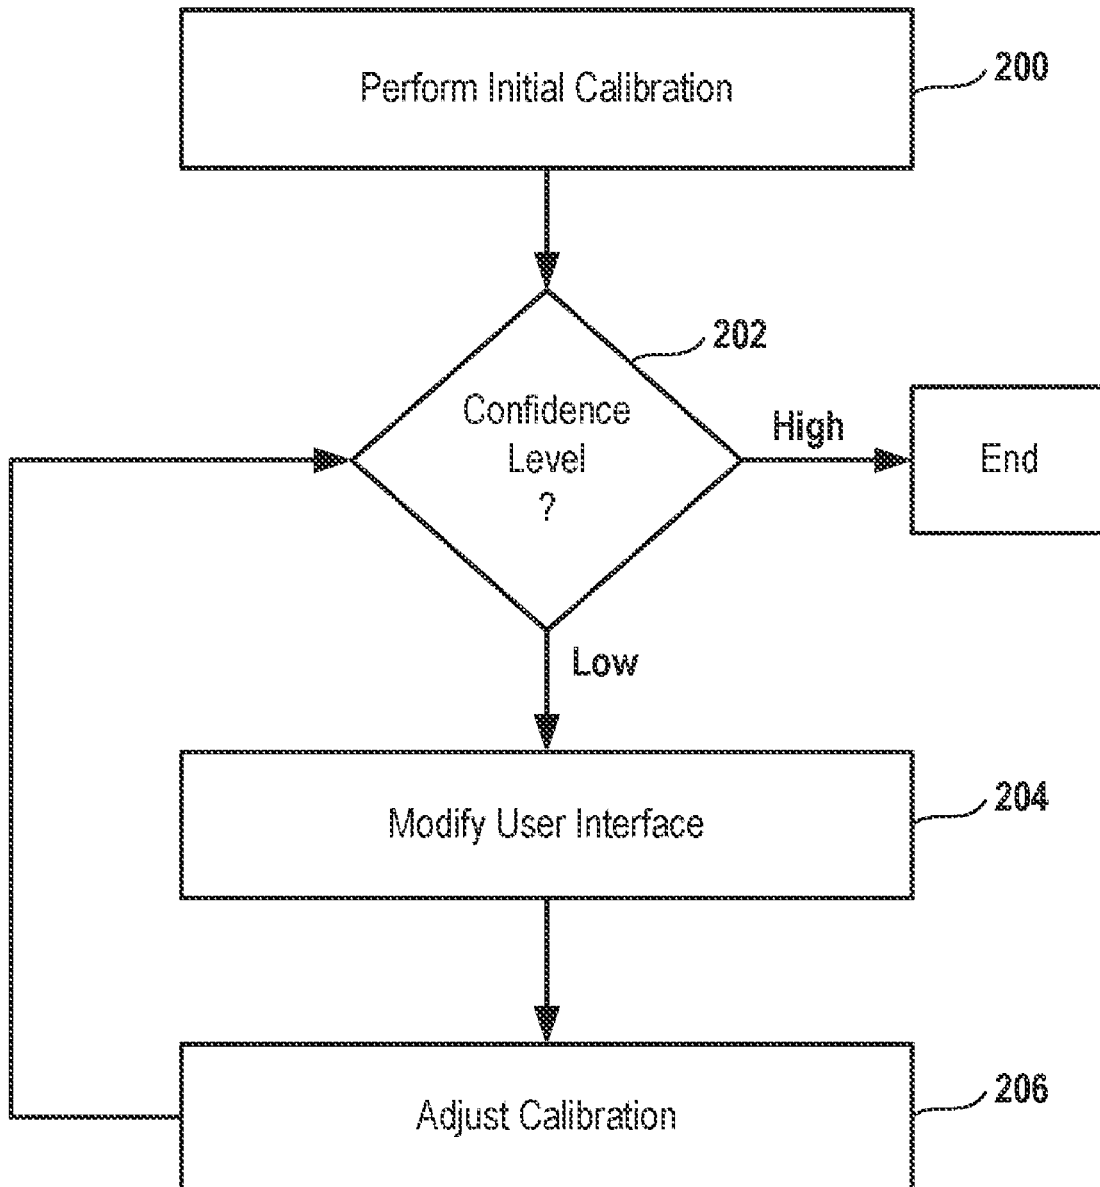 Perform Initial Calibration
200
202
Confidence
Level
?
High
End
Low
Modify User Interface
204
Adjust Calibration
206